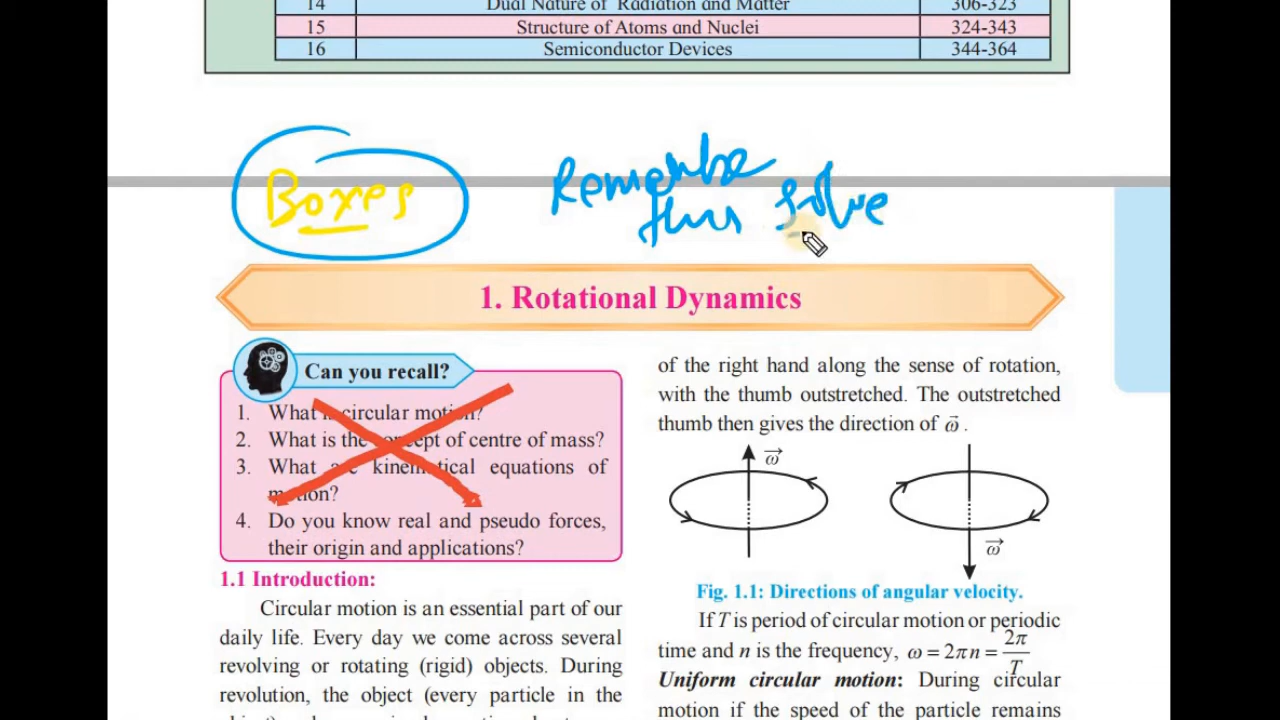 14 Dual Nature of Radiation and Matter 306-323
15 Structure of Atoms and Nuclei 324-343
16 Semiconductor Devices 344-364
Boxes
Remembe
this solve
1. Rotational Dynamics
Can you recall?
1. What is circular motion?
2. What is the concept of centre of mass?
3. What are kinematical equations of
motion?
4. Do you know real and pseudo forces,
their origin and applications?
1.1 Introduction:
Circular motion is an essential part of our
daily life. Every day we come across several
revolving or rotating (rigid) objects. During
revolution, the object (every particle in the
of the right hand along the sense of rotation,
with the thumb outstretched. The outstretched
thumb then gives the direction of ω⃗ .
ω⃗
ω⃗
Fig. 1.1: Directions of angular velocity.
If T is period of circular motion or periodic
time and n is the frequency, ω = 2πn = 2π/T
Uniform circular motion: During circular
motion if the speed of the particle remains